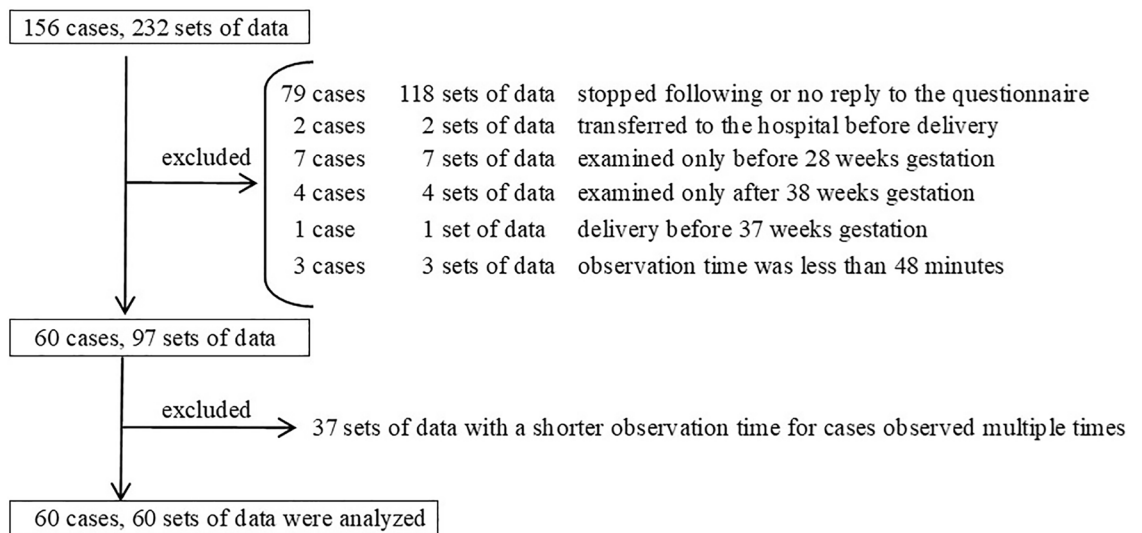 156 cases, 232 sets of data
79 cases 118 sets of data stopped following or no reply to the questionnaire
2 cases 2 sets of data transferred to the hospital before delivery
excluded
7 cases 7 sets of data examined only before 28 weeks gestation
4 cases 4 sets of data examined only after 38 weeks gestation
1 case 1 set of data delivery before 37 weeks gestation
3 cases 3 sets of data observation time was less than 48 minutes
60 cases, 97 sets of data
excluded
37 sets of data with a shorter observation time for cases observed multiple times
60 cases, 60 sets of data were analyzed